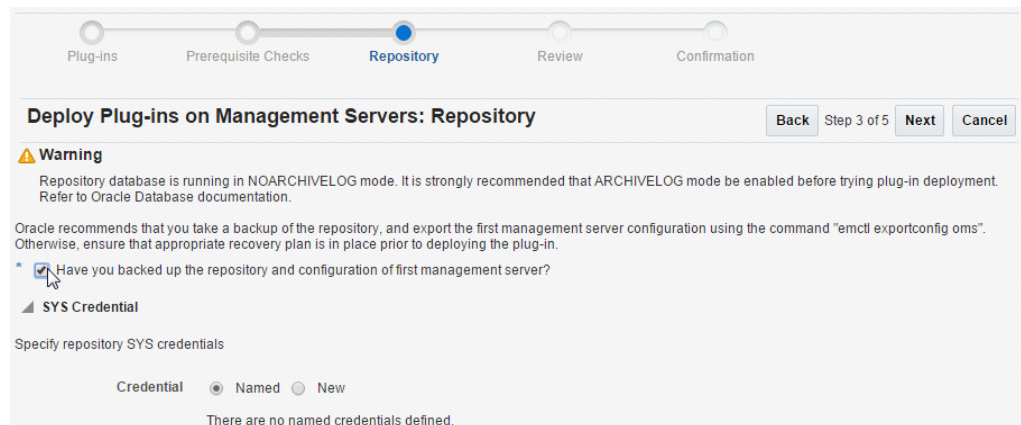 Plug-ins Prerequisite Checks Repository Review Confirmation
Deploy Plug-ins on Management Servers: Repository Back Step 3 of 5 Next Cancel
Warning
Repository database is running in NOARCHIVELOG mode. It is strongly recommended that ARCHIVELOG mode be enabled before trying plug-in deployment.
Refer to Oracle Database documentation.
Oracle recommends that you take a backup of the repository, and export the first management server configuration using the command "emctl exportconfig oms".
Otherwise, ensure that appropriate recovery plan is in place prior to deploying the plug-in.
* Have you backed up the repository and configuration of first management server?
SYS Credential
Specify repository SYS credentials
Credential Named New
There are no named credentials defined.